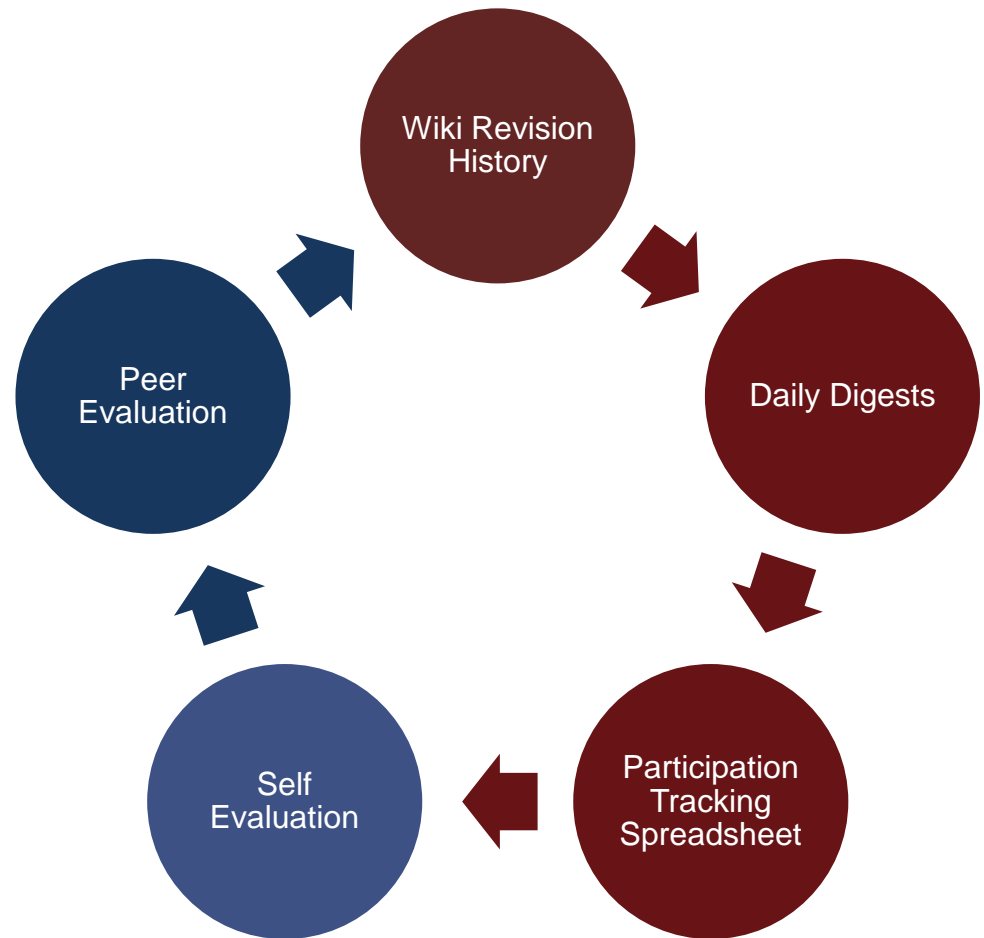 Wiki Revision
History
Daily Digests
Participation
Tracking
Spreadsheet
Self
Evaluation
Peer
Evaluation